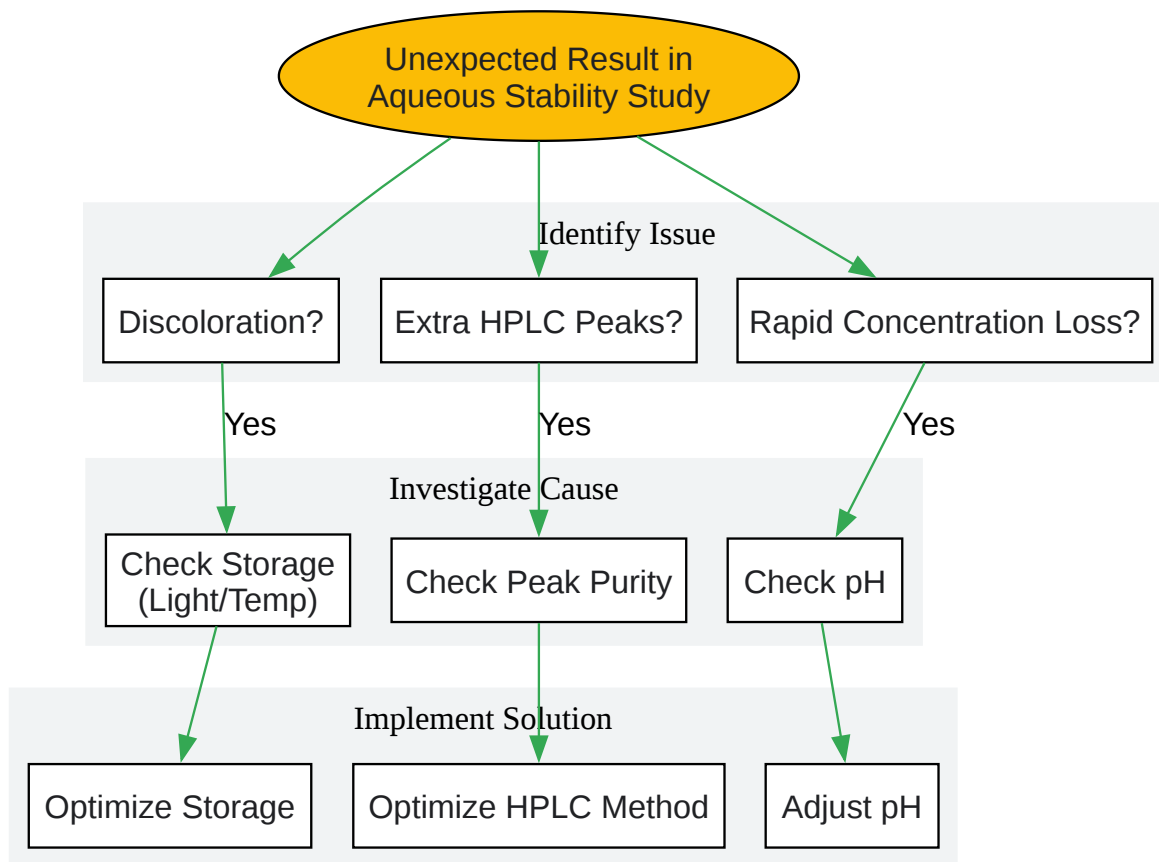 Unexpected Result in
Aqueous Stability Study
Identify Issue
Discoloration?
Extra HPLC Peaks?
Rapid Concentration Loss?
Yes
Yes
Yes
Investigate Cause
Check Storage
(Light/Temp)
Check Peak Purity
Check pH
Implement Solution
Optimize Storage
Optimize HPLC Method
Adjust pH